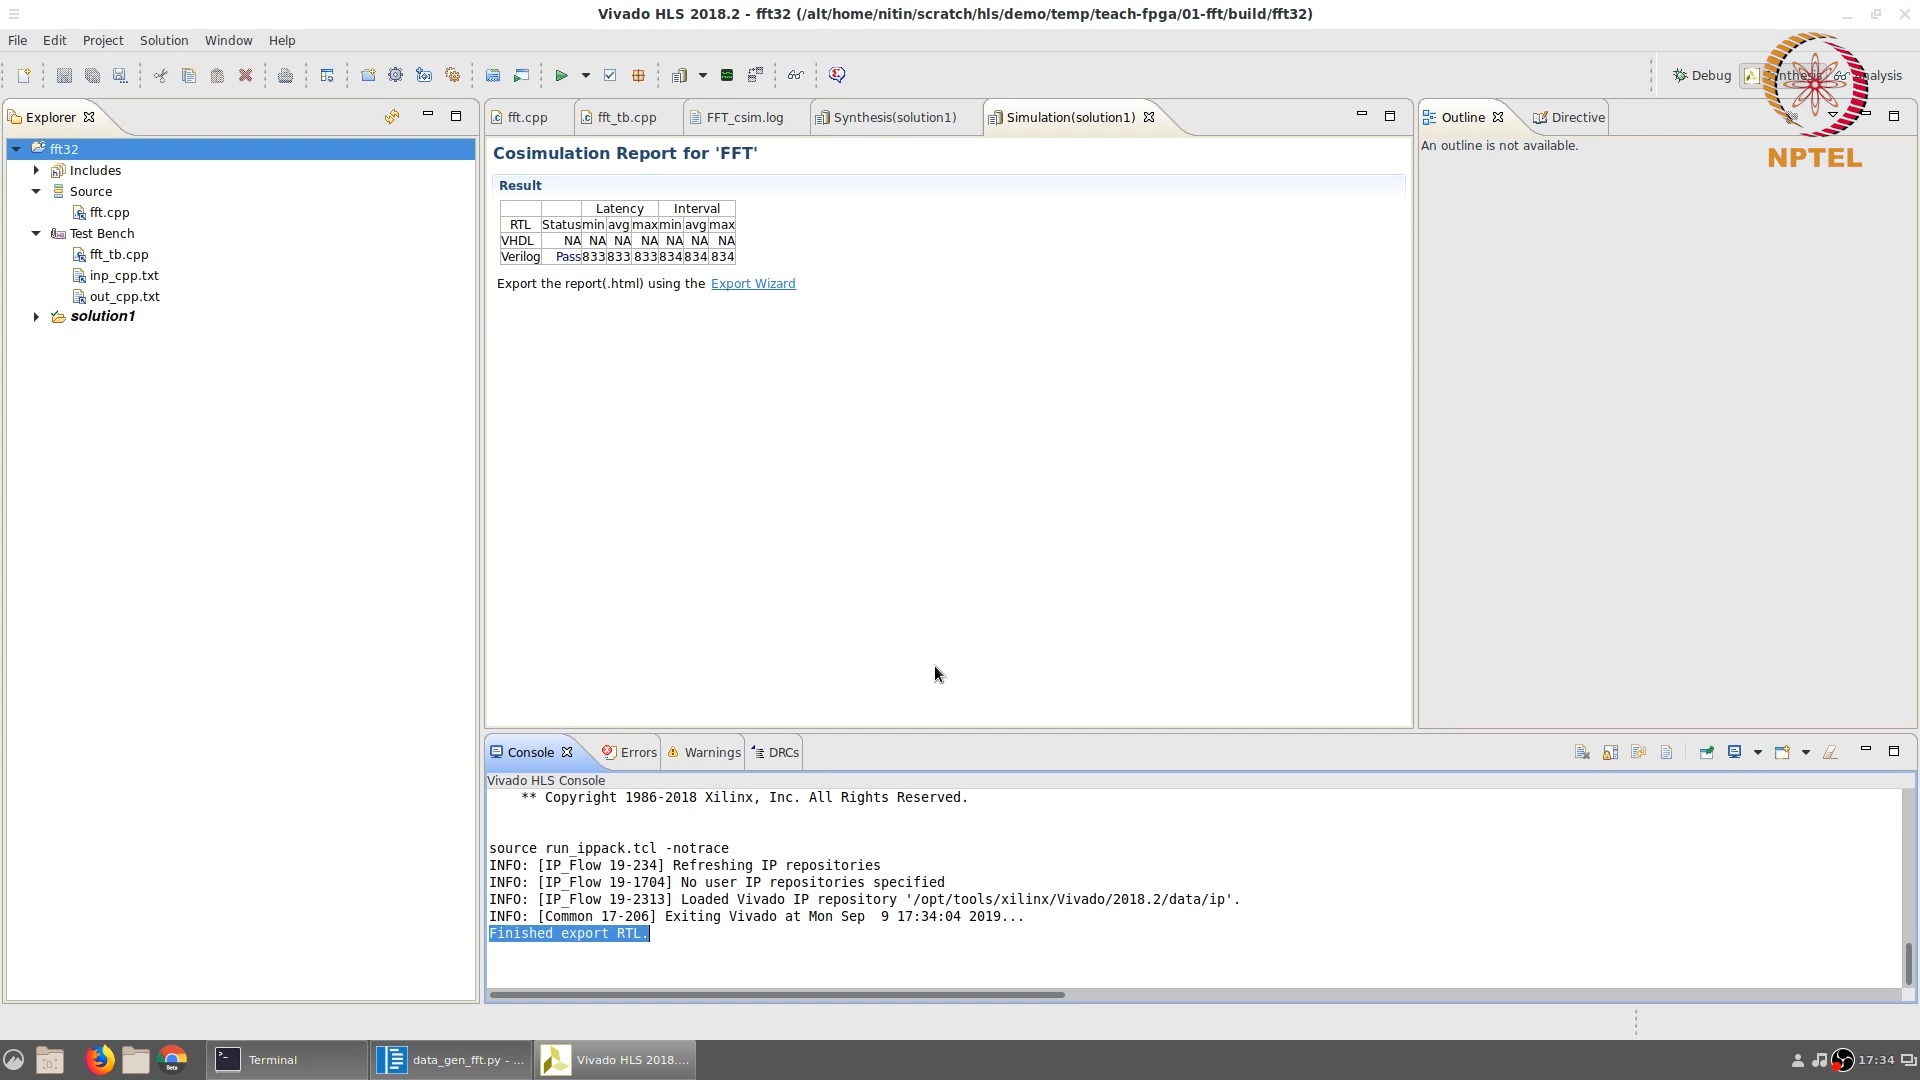 Vivado HLS 2018.2 - fft32 (/alt/home/nitin/scratch/hls/demo/temp/teach-fpga/01-fft/build/fft32)
File Edit Project Solution Window Help
Debug
nalysis
NPTEL
Explorer
fft32
Includes
Source
fft.cpp
Test Bench
fft_tb.cpp
inp_cpp.txt
out_cpp.txt
solution1
fft.cpp fft_tb.cpp FFT_csim.log Synthesis(solution1) Simulation(solution1)
Cosimulation Report for 'FFT'
Result
Latency Interval
RTL Status min avg max min avg max
VHDL NA NA NA NA NA NA NA
Verilog Pass 833 833 833 834 834 834
Export the report(.html) using the Export Wizard
Outline Directive
An outline is not available.
Console Errors Warnings DRCs
Vivado HLS Console
** Copyright 1986-2018 Xilinx, Inc. All Rights Reserved.
source run_ippack.tcl -notrace
INFO: [IP_Flow 19-234] Refreshing IP repositories
INFO: [IP_Flow 19-1704] No user IP repositories specified
INFO: [IP_Flow 19-2313] Loaded Vivado IP repository '/opt/tools/xilinx/Vivado/2018.2/data/ip'.
INFO: [Common 17-206] Exiting Vivado at Mon Sep  9 17:34:04 2019...
Finished export RTL.
Terminal
data_gen_fft.py - ...
Vivado HLS 2018....
17:34